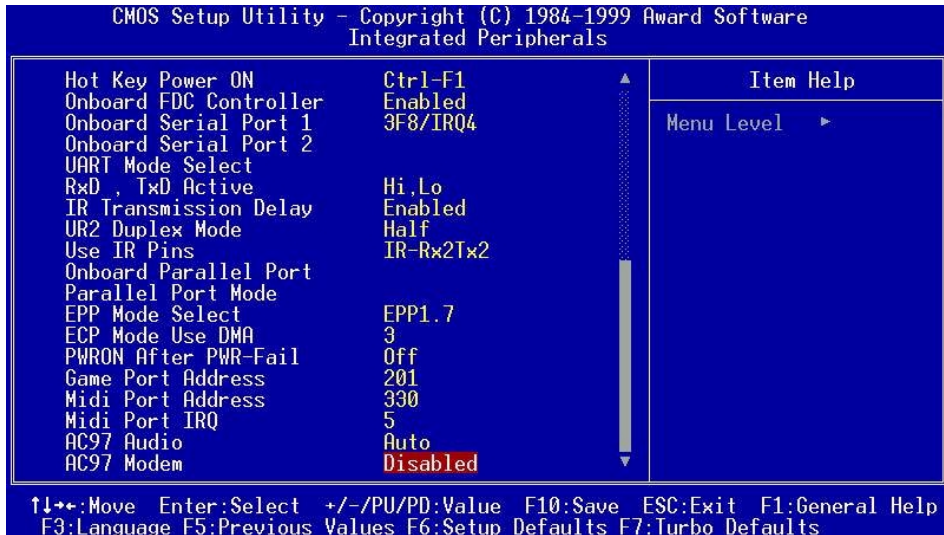 CMOS Setup Utility - Copyright (C) 1984-1999 Award Software
Integrated Peripherals
Hot Key Power ON Ctrl-F1
Onboard FDC Controller Enabled
Onboard Serial Port 1 3F8/IRQ4
Onboard Serial Port 2
UART Mode Select
RxD , TxD Active Hi,Lo
IR Transmission Delay Enabled
UR2 Duplex Mode Half
Use IR Pins IR-Rx2Tx2
Onboard Parallel Port
Parallel Port Mode
EPP Mode Select EPP1.7
ECP Mode Use DMA 3
PWRON After PWR-Fail Off
Game Port Address 201
Midi Port Address 330
Midi Port IRQ 5
AC97 Audio Auto
AC97 Modem Disabled
Item Help
Menu Level ►
↑↓→←:Move Enter:Select +/-/PU/PD:Value F10:Save ESC:Exit F1:General Help
F3:Language F5:Previous Values F6:Setup Defaults F7:Turbo Defaults